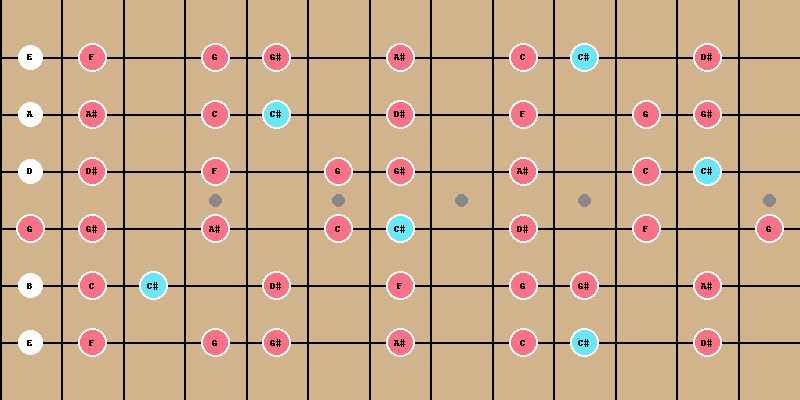 E F G G# A# C C# D#
A A# C C# D# F G G#
D D# F G G# A# C C#
G G# A# C C# D# F G
B C C# D# F G G# A#
E F G G# A# C C# D#